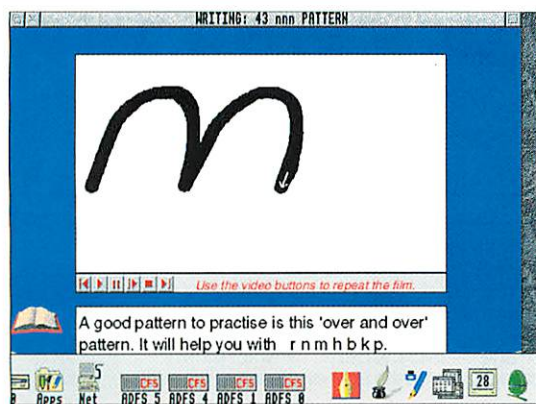 WRITING: 43 nnn PATTERN
Use the video buttons to repeat the film.
A good pattern to practise is this 'over and over'
pattern. It will help you with r n m h b k p.
5
CFS CFS CFS CFS 28
Apps Net ADFS 5 ADFS 4 ADFS 1 ADFS 0